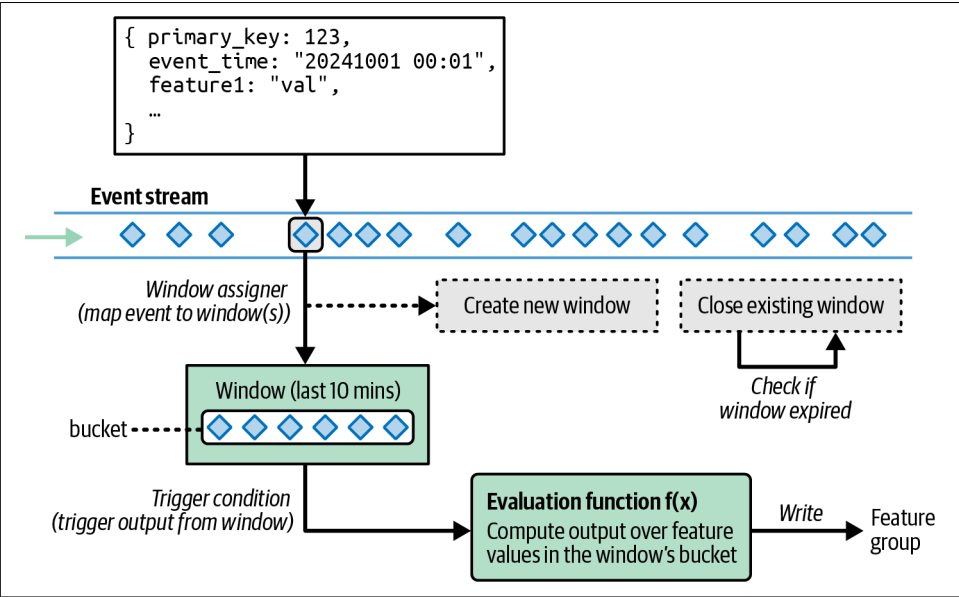 { primary_key: 123,
event_time: "20241001 00:01",
feature1: "val",
…
}
Event stream
Window assigner
(map event to window(s))
Create new window
Close existing window
Check if
window expired
Window (last 10 mins)
bucket
Trigger condition
(trigger output from window)
Evaluation function f(x)
Compute output over feature
values in the window's bucket
Write
Feature
group